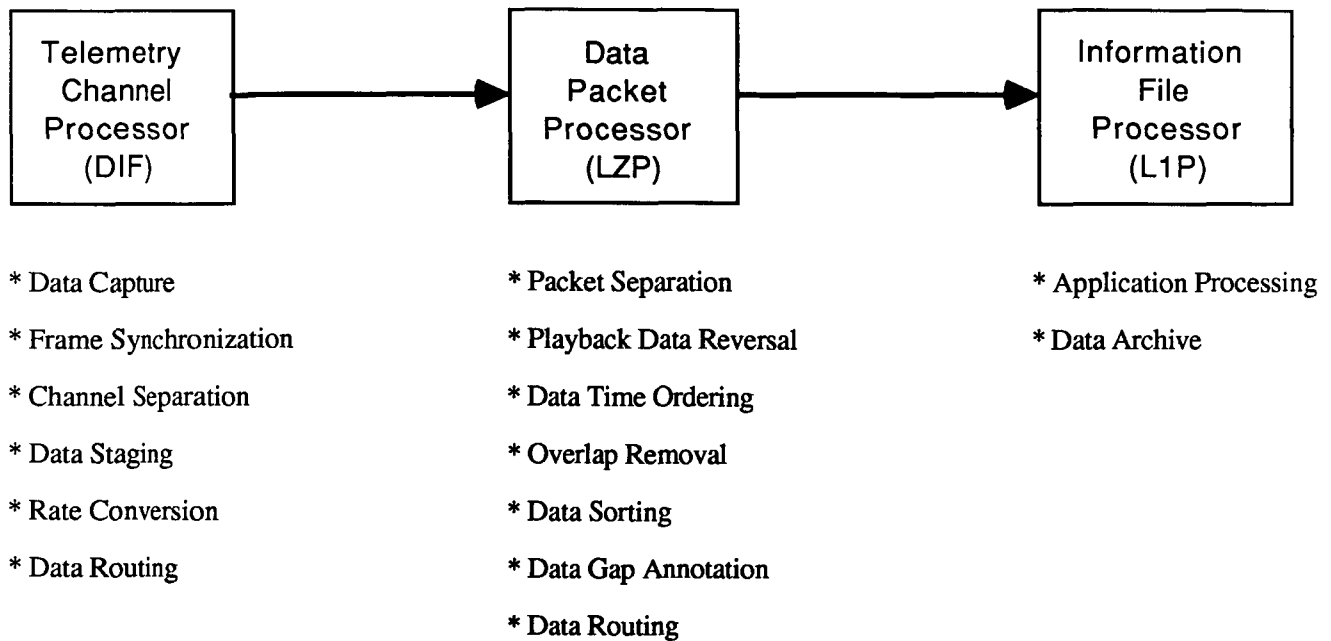 Telemetry
Channel
Processor
(DIF)
Data
Packet
Processor
(LZP)
Information
File
Processor
(L1P)
* Data Capture
* Frame Synchronization
* Channel Separation
* Data Staging
* Rate Conversion
* Data Routing
* Packet Separation
* Playback Data Reversal
* Data Time Ordering
* Overlap Removal
* Data Sorting
* Data Gap Annotation
* Data Routing
* Application Processing
* Data Archive